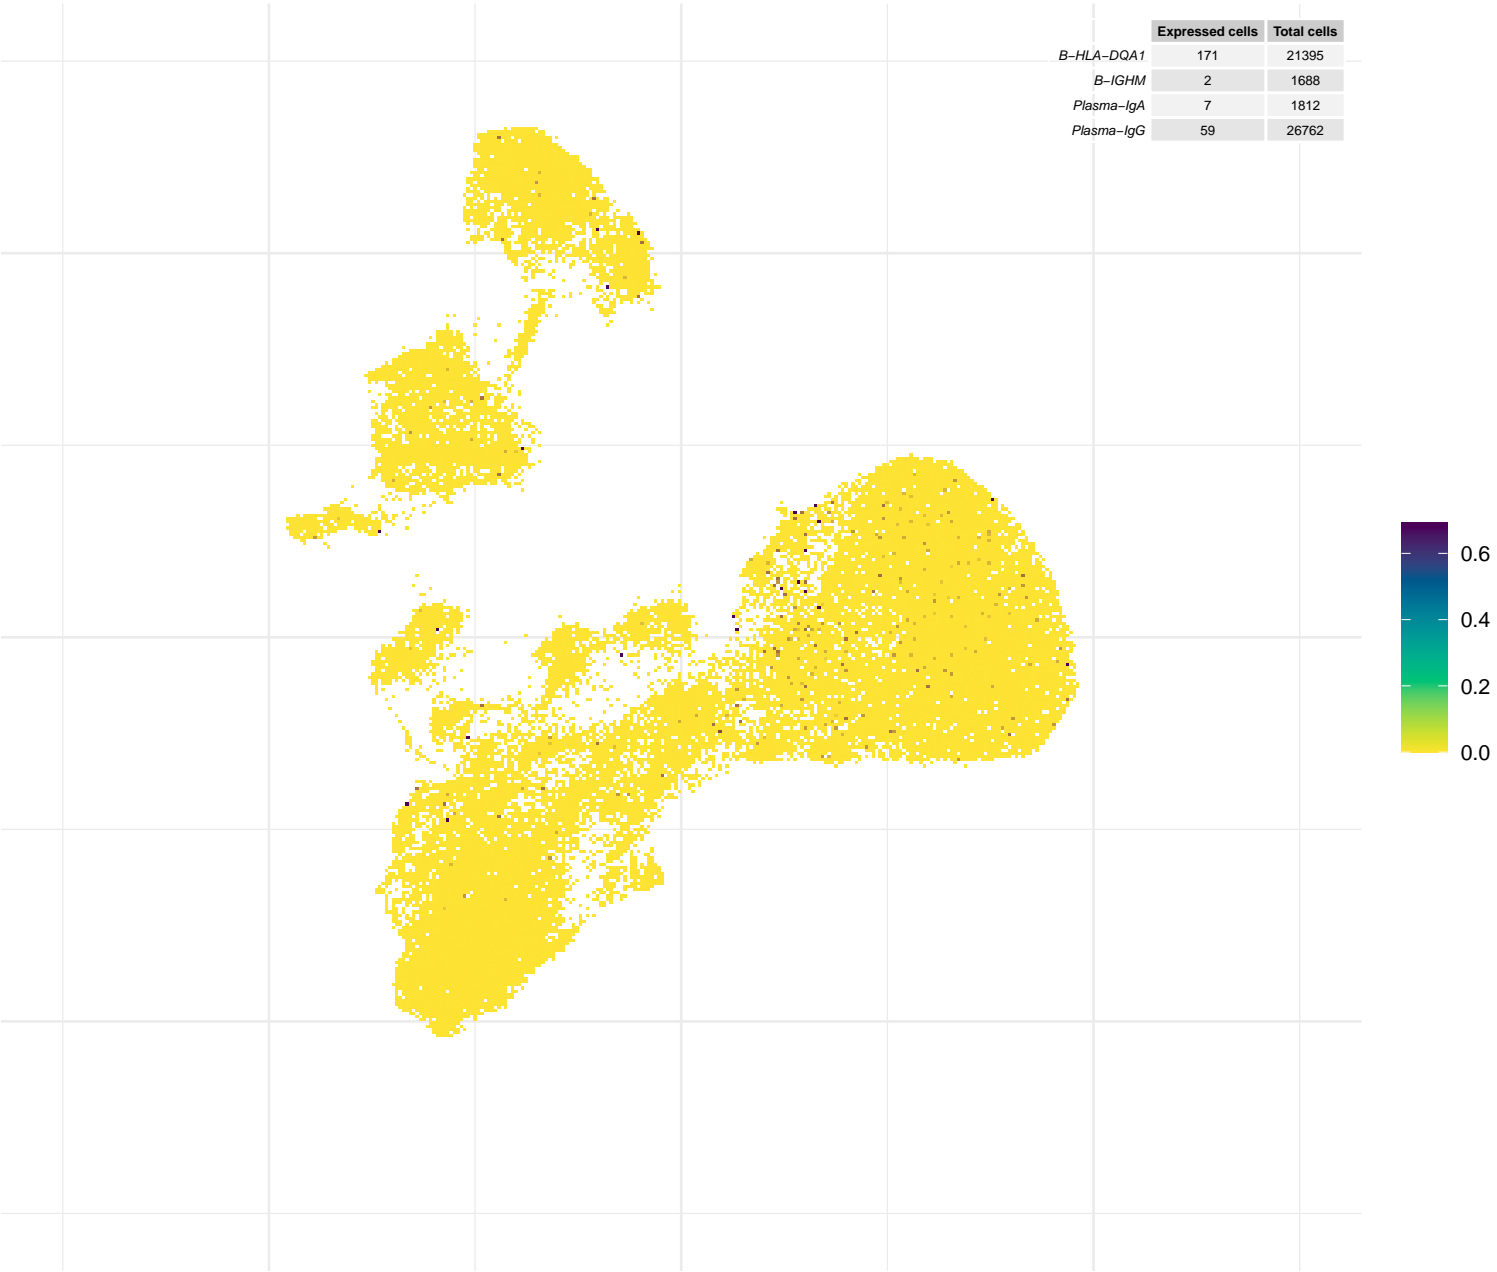 Expressed cells Total cells
B-HLA-DQA1 171 21395
B-IGHM 2 1688
Plasma-IgA 7 1812
Plasma-IgG 59 26762
0.6
0.4
0.2
0.0